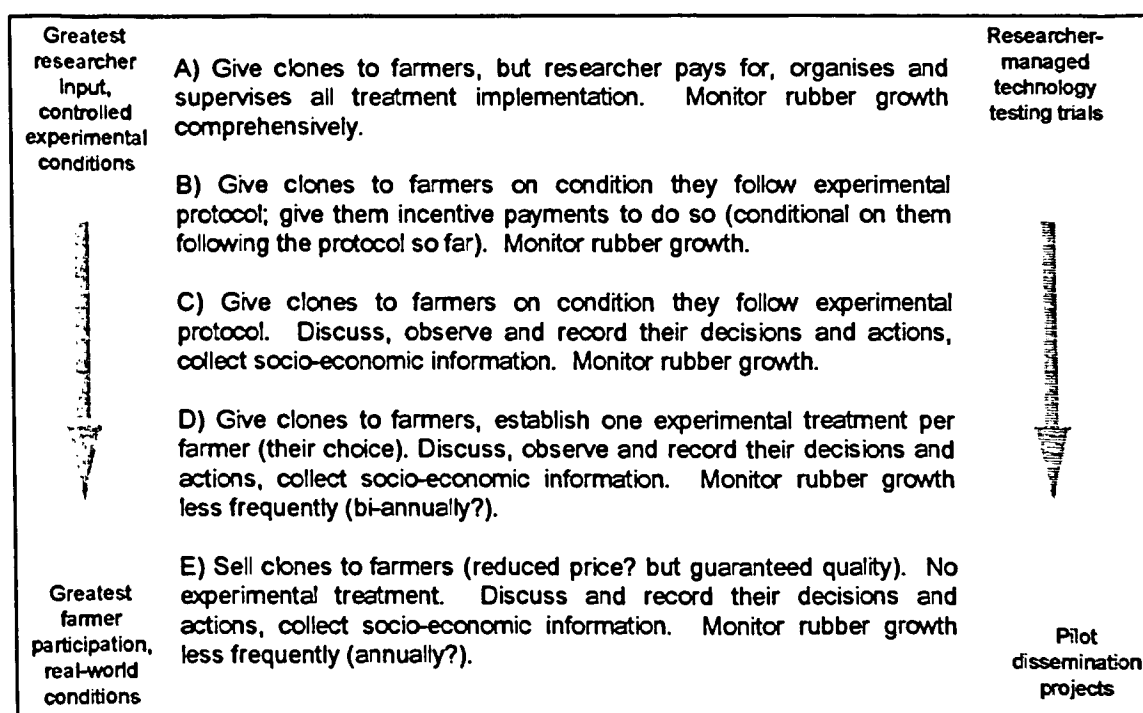 Greatest
researcher
input,
controlled
experimental
conditions
A) Give clones to farmers, but researcher pays for, organises and
supervises all treatment implementation. Monitor rubber growth
comprehensively.
Researcher-
managed
technology
testing trials
B) Give clones to farmers on condition they follow experimental
protocol; give them incentive payments to do so (conditional on them
following the protocol so far). Monitor rubber growth.
C) Give clones to farmers on condition they follow experimental
protocol. Discuss, observe and record their decisions and actions,
collect socio-economic information. Monitor rubber growth.
D) Give clones to farmers, establish one experimental treatment per
farmer (their choice). Discuss, observe and record their decisions and
actions, collect socio-economic information. Monitor rubber growth
less frequently (bi-annually?).
E) Sell clones to farmers (reduced price? but guaranteed quality). No
experimental treatment. Discuss and record their decisions and
actions, collect socio-economic information. Monitor rubber growth
less frequently (annually?).
Greatest
farmer
participation,
real-world
conditions
Pilot
dissemination
projects